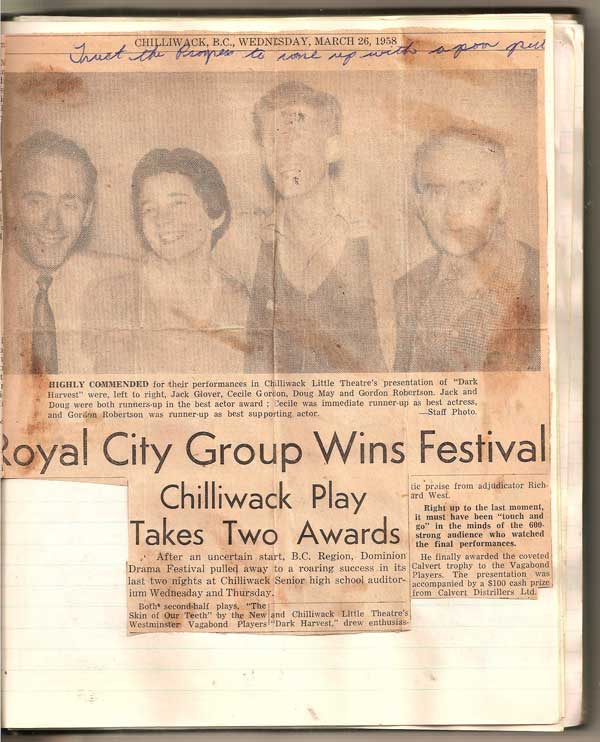 CHILLIWACK, B.C., WEDNESDAY, MARCH 26, 1958
Trust the Progress to come up with a poor
HIGHLY COMMENDED for their performances in Chilliwack Little Theatre's presentation of "Dark
Harvest" were, left to right, Jack Glover, Cecile Gordon, Doug May and Gordon Robertson. Jack and
Doug were both runners-up in the best actor award ; Cecile was immediate runner-up as best actress,
and Gordon Robertson was runner-up as best supporting actor. —Staff Photo.
Royal City Group Wins Festival
Chilliwack Play
Takes Two Awards
After an uncertain start, B.C. Region, Dominion
Drama Festival pulled away to a roaring success in its
last two nights at Chilliwack Senior high school auditor-
ium Wednesday and Thursday.
Both second-half plays, "The
Skin of Our Teeth" by the New
Westminster Vagabond Players
and Chilliwack Little Theatre's
"Dark Harvest," drew enthusias-
tic praise from adjudicator Rich-
ard West.
Right up to the last moment,
it must have been "touch and
go" in the minds of the 600-
strong audience who watched
the final performances.
He finally awarded the coveted
Calvert trophy to the Vagabond
Players. The presentation was
accompanied by a $100 cash prize
from Calvert Distillers Ltd.